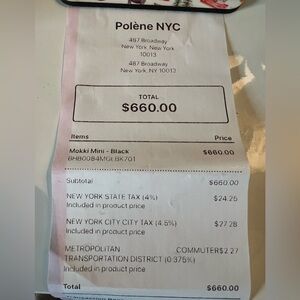 Polène NYC
487 Broadway
New York, New York
10013
487 Broadway
New York, NY 10013
TOTAL
$660.00
Items Price
Mokki Mini - Black $660.00
Subtotal $660.00
NEW YORK STATE TAX (4%) $24.25
Included in product price
NEW YORK CITY CITY TAX (4.5%) $27.28
Included in product price
METROPOLITAN COMMUTER $2.27
TRANSPORTATION DISTRICT (0.375%)
Included in product price
Total $660.00